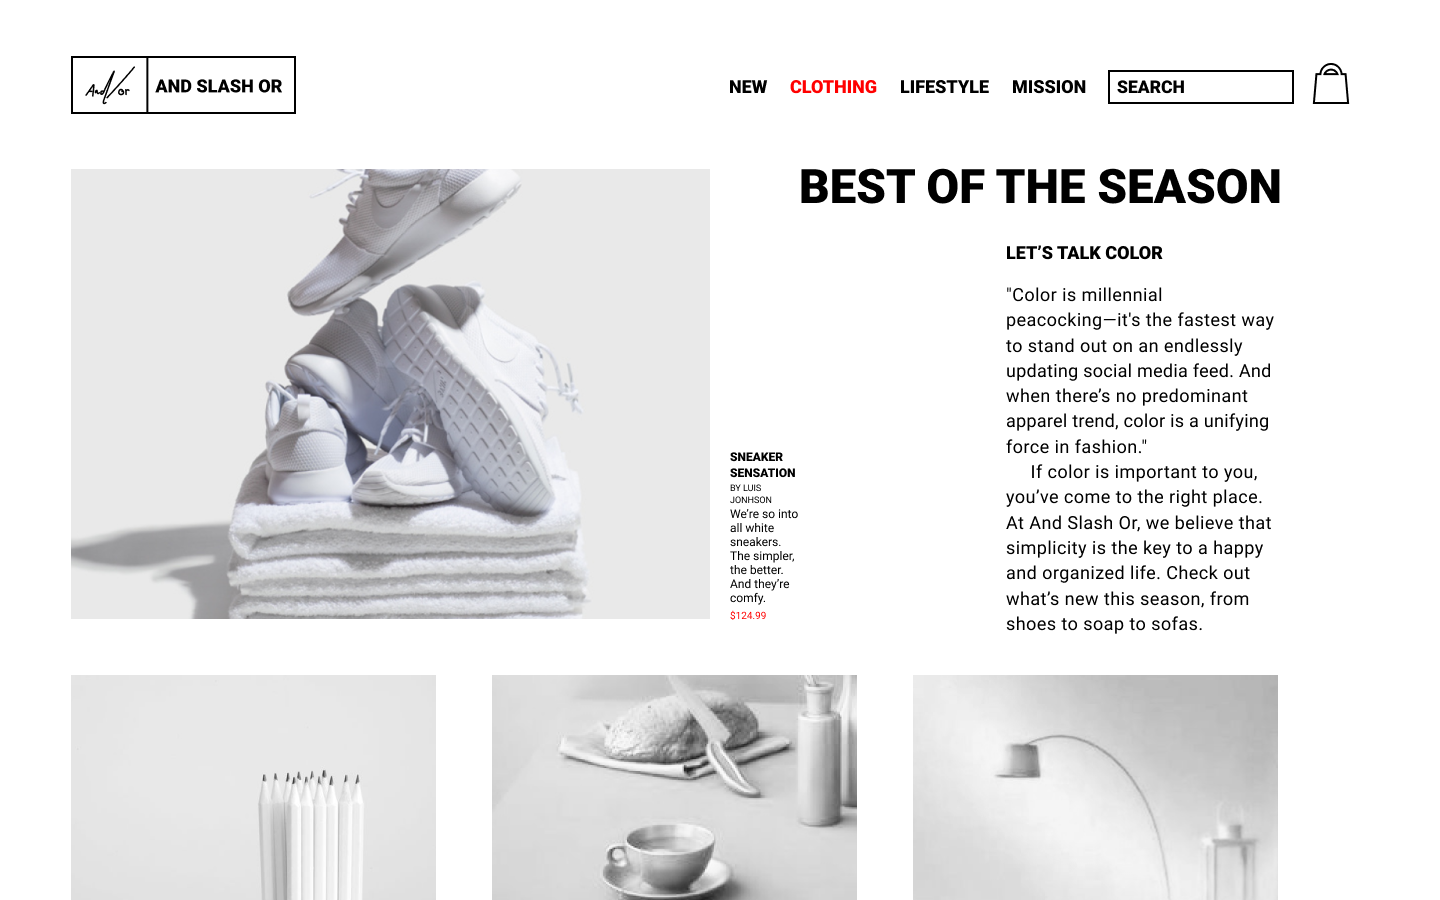 And/or
AND SLASH OR
NEW CLOTHING LIFESTYLE MISSION SEARCH
BEST OF THE SEASON
LET’S TALK COLOR
"Color is millennial
peacocking—it's the fastest way
to stand out on an endlessly
updating social media feed. And
when there’s no predominant
apparel trend, color is a unifying
force in fashion."
If color is important to you,
you’ve come to the right place.
At And Slash Or, we believe that
simplicity is the key to a happy
and organized life. Check out
what’s new this season, from
shoes to soap to sofas.
SNEAKER
SENSATION
BY LUIS
JONHSON
We’re so into
all white
sneakers.
The simpler,
the better.
And they’re
comfy.
$124.99